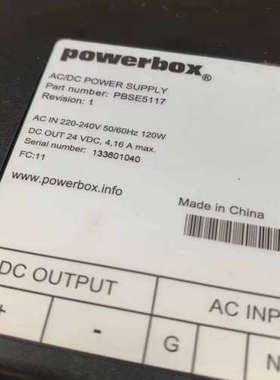 powerbox®
AC/DC POWER SUPPLY
Part number: PBSE5117
Revision: 1
AC IN 220-240V 50/60Hz 120W
DC OUT 24 VDC, 4,16 A max.
Serial number: 133601040
FC:11
www.powerbox.info
Made in China
DC OUTPUT
AC INP
+ - G N